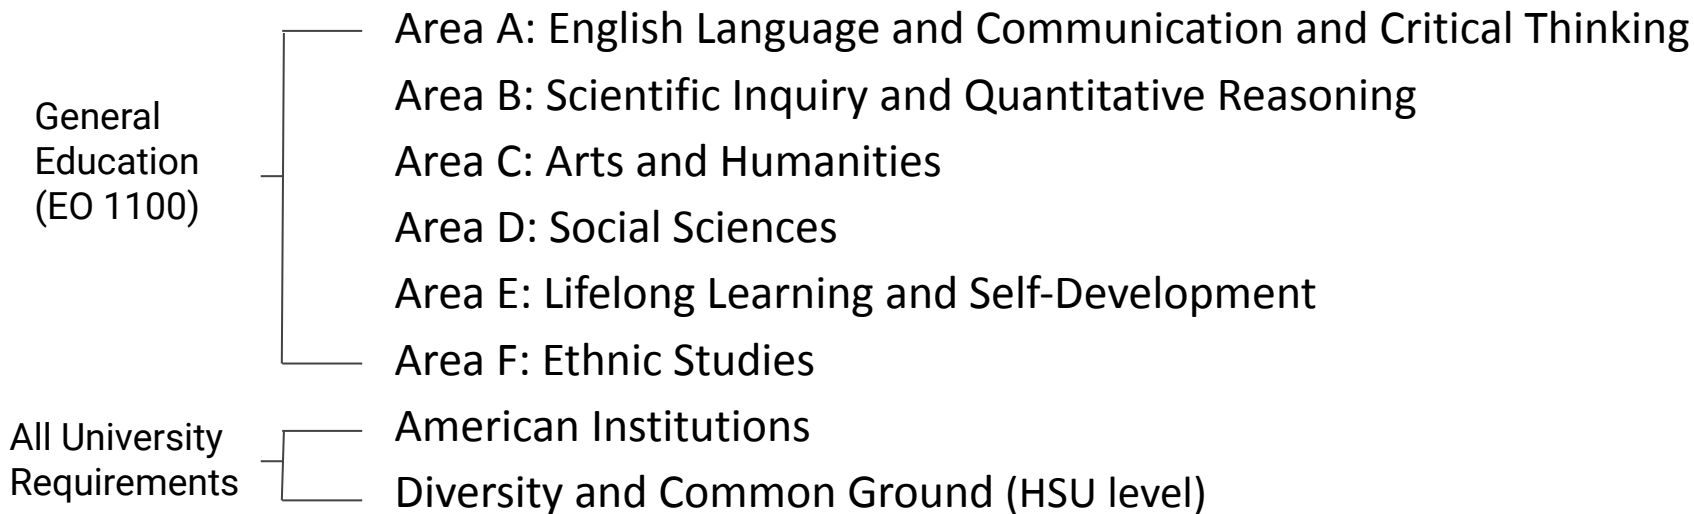 General
Education
(EO 1100)
Area A: English Language and Communication and Critical Thinking
Area B: Scientific Inquiry and Quantitative Reasoning
Area C: Arts and Humanities
Area D: Social Sciences
Area E: Lifelong Learning and Self-Development
Area F: Ethnic Studies
All University
Requirements
American Institutions
Diversity and Common Ground (HSU level)